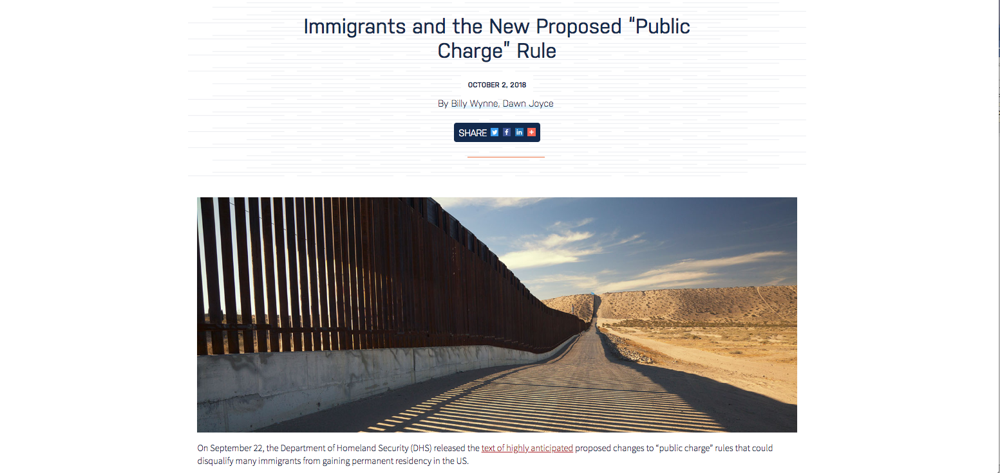 Immigrants and the New Proposed “Public
Charge” Rule
OCTOBER 2, 2018
By Billy Wynne, Dawn Joyce
SHARE
On September 22, the Department of Homeland Security (DHS) released the text of highly anticipated proposed changes to “public charge” rules that could
disqualify many immigrants from gaining permanent residency in the US.